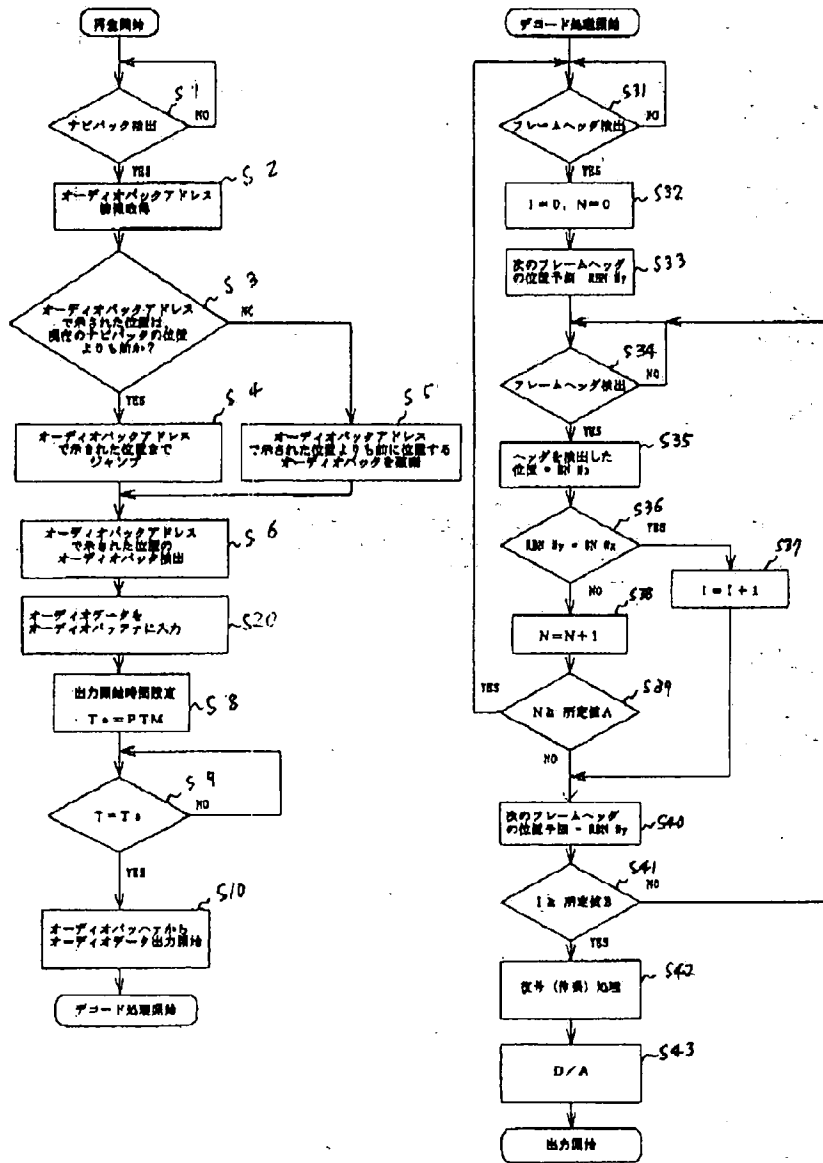 再生開始
S1
ナビパック検出
NO
YES
S2
オーディオパックアドレス
情報取得
S3
オーディオパックアドレス
で示された位置は、
現在のナビパックの位置
よりも前か？
NO
YES
S4
オーディオパックアドレス
で示された位置まで
ジャンプ
S5
オーディオパックアドレス
で示された位置よりも前に位置する
オーディオパックを
S6
オーディオパックアドレス
で示された位置の
オーディオパック検出
S20
オーディオデータを
オーディオバッファに入力
S8
出力開始時間設定
Ts=PTM
S9
T=Ts
NO
YES
S10
オーディオバッファから
オーディオデータ出力開始
デコード処理開始
デコード処理開始
S31
フレームヘッダ検出
NO
YES
S32
I=0, N=0
S33
次のフレームヘッダ
の位置予測
S34
フレームヘッダ検出
NO
YES
S35
ヘッダを検出した
位置
S36
YES
NO
S37
I=I+1
S38
N=N+1
S39
N≧ 所定値A
YES
NO
S40
次のフレームヘッダ
の位置予測
S41
I≧ 所定値B
NO
YES
S42
復号（伸張）処理
S43
D/A
出力開始